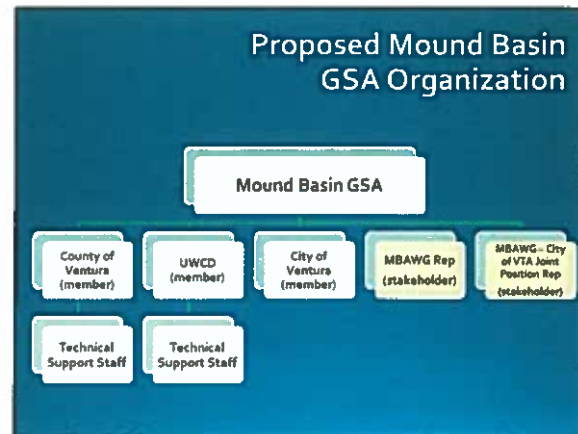 Proposed Mound Basin
GSA Organization
Mound Basin GSA
County of
Ventura
(member)
UWCD
(member)
City of
Ventura
(member)
MBAWG Rep
(stakeholder)
MBAWG – City
of VTA Joint
Position Rep
(stakeholder)
Technical
Support Staff
Technical
Support Staff